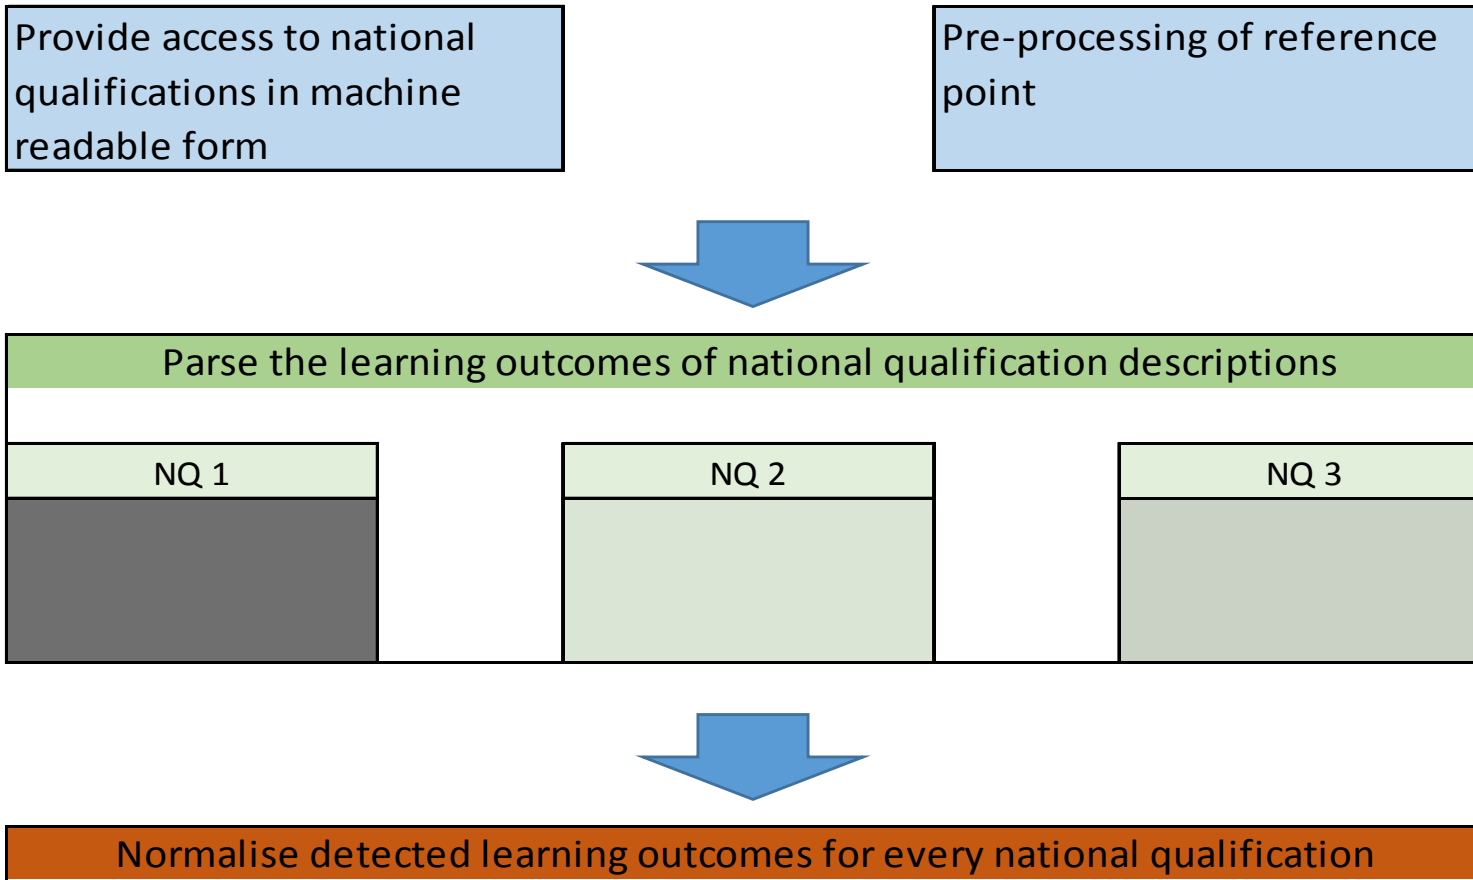 Provide access to national
qualifications in machine
readable form
Pre-processing of reference
point
Parse the learning outcomes of national qualification descriptions
NQ 1
NQ 2
NQ 3
Normalise detected learning outcomes for every national qualification